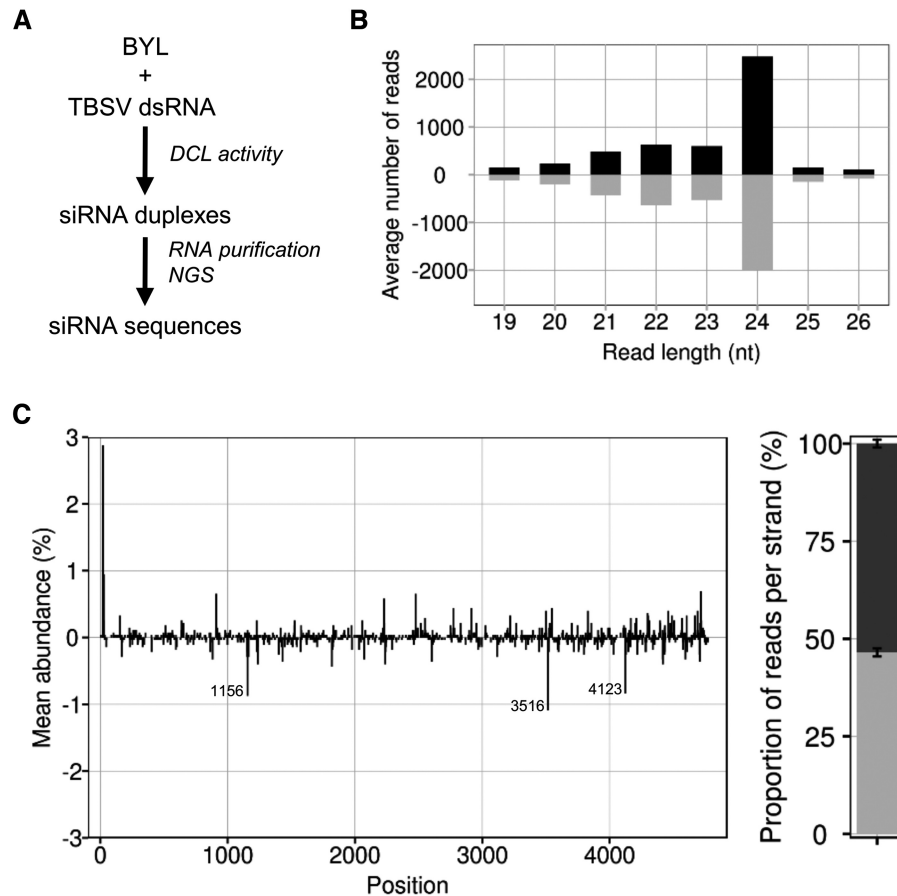 A
BYL
+
TBSV dsRNA
DCL activity
siRNA duplexes
RNA purification
NGS
siRNA sequences
B
Average number of reads
2000
1000
0
-1000
-2000
19 20 21 22 23 24 25 26
Read length (nt)
C
Mean abundance (%)
3
2
1
0
-1
-2
-3
1156
3516
4123
0 1000 2000 3000 4000
Position
Proportion of reads per strand (%)
100
75
50
25
0